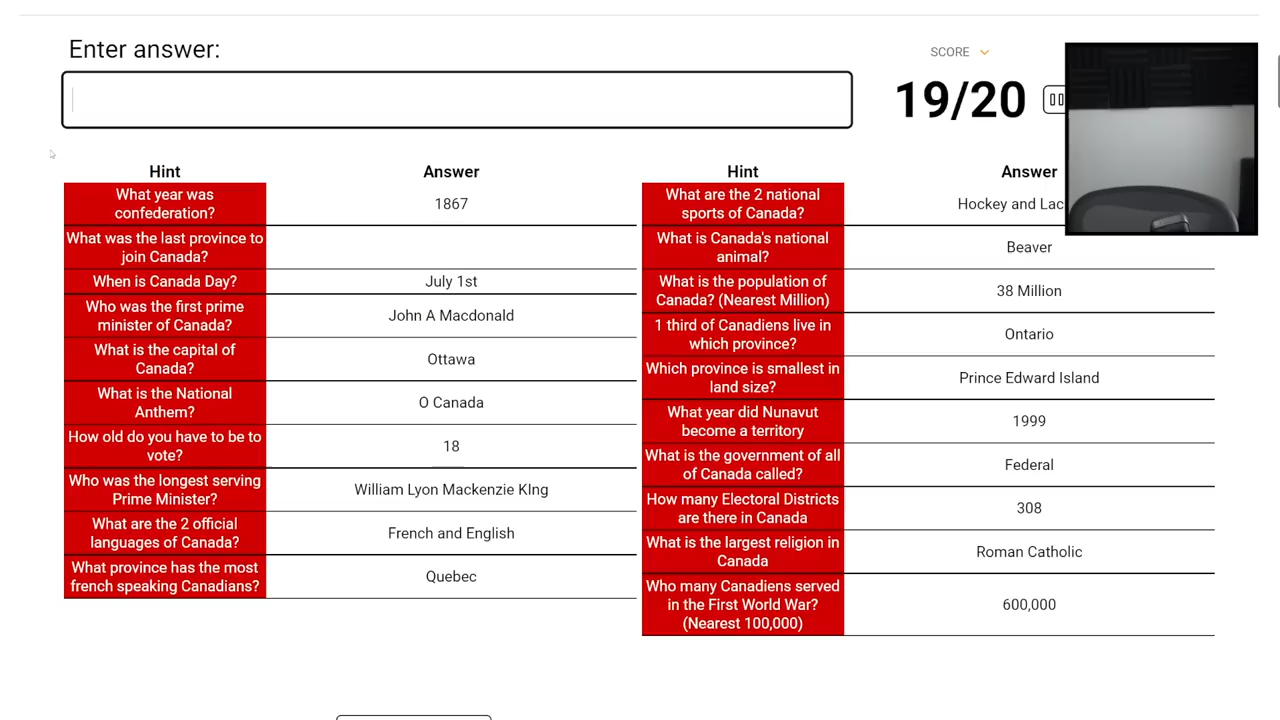 Enter answer:
SCORE
19/20
Hint Answer
What year was
confederation?
1867
What was the last province to
join Canada?
When is Canada Day?
July 1st
Who was the first prime
minister of Canada?
John A Macdonald
What is the capital of
Canada?
Ottawa
What is the National
Anthem?
O Canada
How old do you have to be to
vote?
18
Who was the longest serving
Prime Minister?
William Lyon Mackenzie KIng
What are the 2 official
languages of Canada?
French and English
What province has the most
french speaking Canadians?
Quebec
Hint Answer
What are the 2 national
sports of Canada?
Hockey and Lac
What is Canada's national
animal?
Beaver
What is the population of
Canada? (Nearest Million)
38 Million
1 third of Canadiens live in
which province?
Ontario
Which province is smallest in
land size?
Prince Edward Island
What year did Nunavut
become a territory
1999
What is the government of all
of Canada called?
Federal
How many Electoral Districts
are there in Canada
308
What is the largest religion in
Canada
Roman Catholic
Who many Canadiens served
in the First World War?
(Nearest 100,000)
600,000